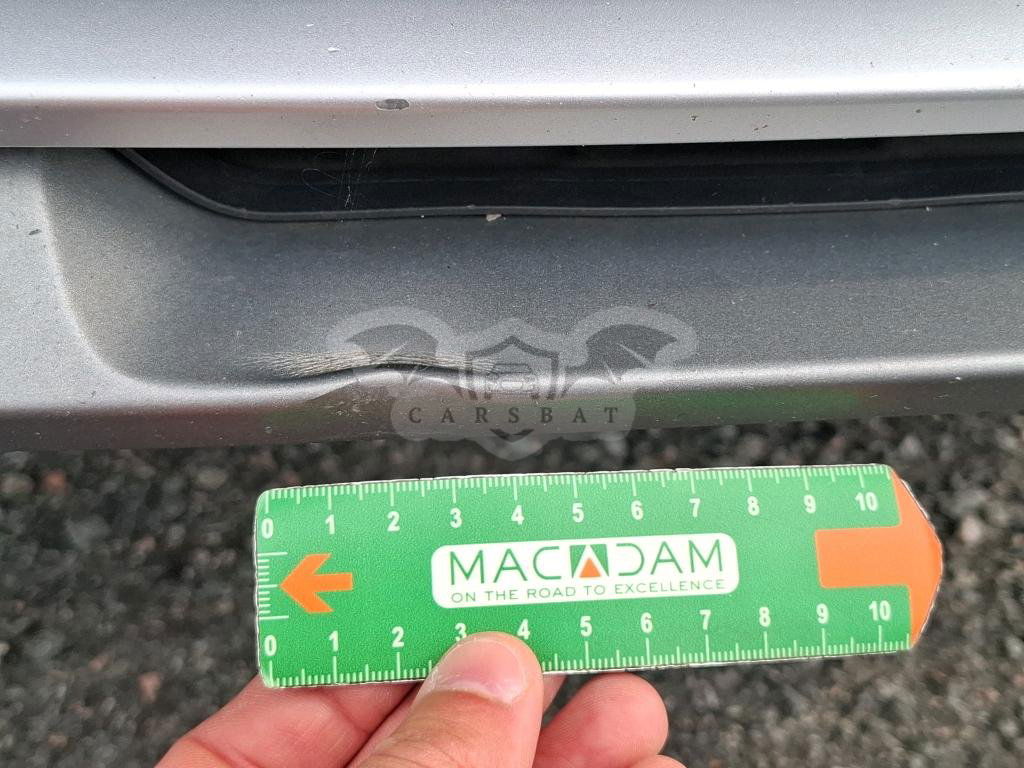 CARSBAT
0 1 2 3 4 5 6 7 8 9 10
MACADAM
ON THE ROAD TO EXCELLENCE
0 1 2 3 4 5 6 7 8 9 10